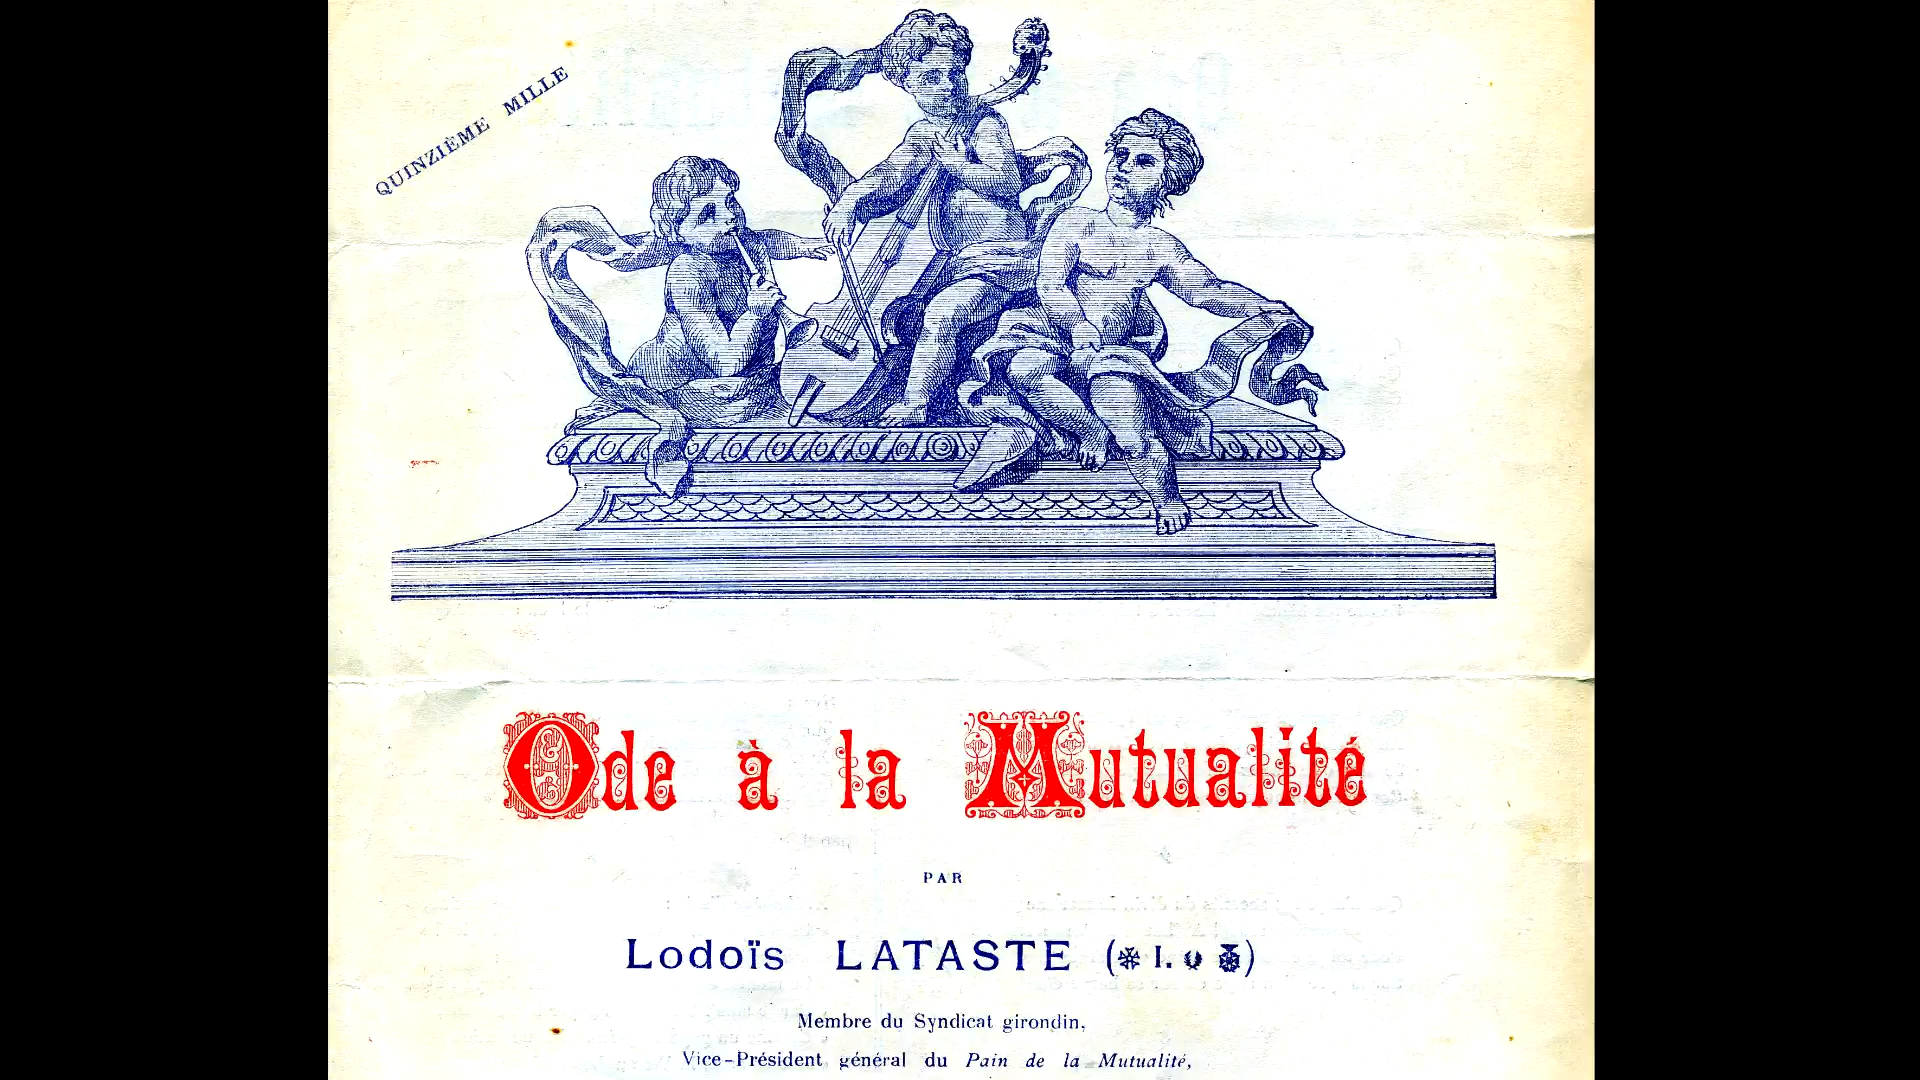 QUINZIÈME MILLE
Ode à la Mutualité
PAR
Lodoïs LATASTE (I.)
Membre du Syndicat girondin,
Vice-Président général du Pain de la Mutualité,